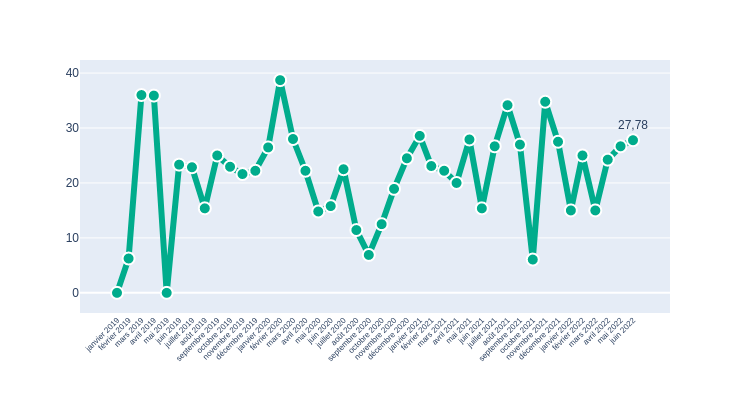 40
30
20
10
0
27,78
janvier 2019
février 2019
mars 2019
avril 2019
mai 2019
juin 2019
juillet 2019
août 2019
septembre 2019
octobre 2019
novembre 2019
décembre 2019
janvier 2020
février 2020
mars 2020
avril 2020
mai 2020
juin 2020
juillet 2020
août 2020
septembre 2020
octobre 2020
novembre 2020
décembre 2020
janvier 2021
février 2021
mars 2021
avril 2021
mai 2021
juin 2021
juillet 2021
août 2021
septembre 2021
octobre 2021
novembre 2021
décembre 2021
janvier 2022
février 2022
mars 2022
avril 2022
mai 2022
juin 2022